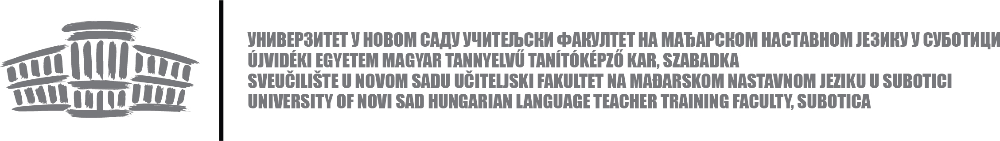 УНИВЕРЗИТЕТ У НОВОМ САДУ УЧИТЕЉСКИ ФАКУЛТЕТ НА МАЂАРСКОМ НАСТАВНОМ ЈЕЗИКУ У СУБОТИЦИ
ÚJVIDÉKI EGYETEM MAGYAR TANNYELVŰ TANÍTÓKÉPZŐ KAR, SZABADKA
SVEUČILIŠTE U NOVOM SADU UČITELJSKI FAKULTET NA MAĐARSKOM NASTAVNOM JEZIKU U SUBOTICI
UNIVERSITY OF NOVI SAD HUNGARIAN LANGUAGE TEACHER TRAINING FACULTY, SUBOTICA